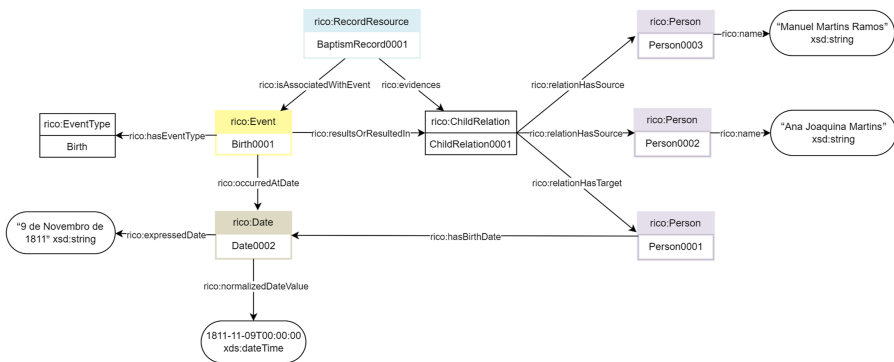 rico:RecordResource
BaptismRecord0001
rico:Person
Person0003
rico:name
“Manuel Martins Ramos”
xsd:string
rico:isAssociatedWithEvent
rico:evidences
rico:relationHasSource
rico:EventType
Birth
rico:hasEventType
rico:Event
Birth0001
rico:resultsOrResultedIn
rico:ChildRelation
ChildRelation0001
rico:relationHasSource
rico:Person
Person0002
rico:name
“Ana Joaquina Martins”
xsd:string
rico:occurredAtDate
rico:relationHasTarget
“9 de Novembro de
1811” xsd:string
rico:expressedDate
rico:Date
Date0002
rico:hasBirthDate
rico:Person
Person0001
rico:normalizedDateValue
1811-11-09T00:00:00
xds:dateTime